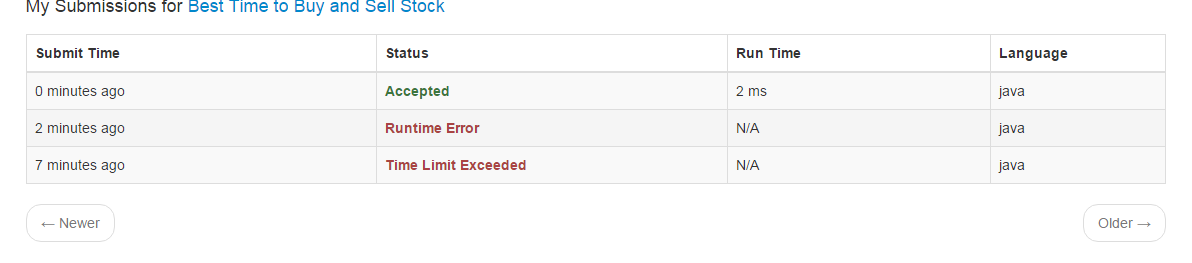 My Submissions for Best Time to Buy and Sell Stock
Submit Time Status Run Time Language
0 minutes ago Accepted 2 ms java
2 minutes ago Runtime Error N/A java
7 minutes ago Time Limit Exceeded N/A java
← Newer Older →